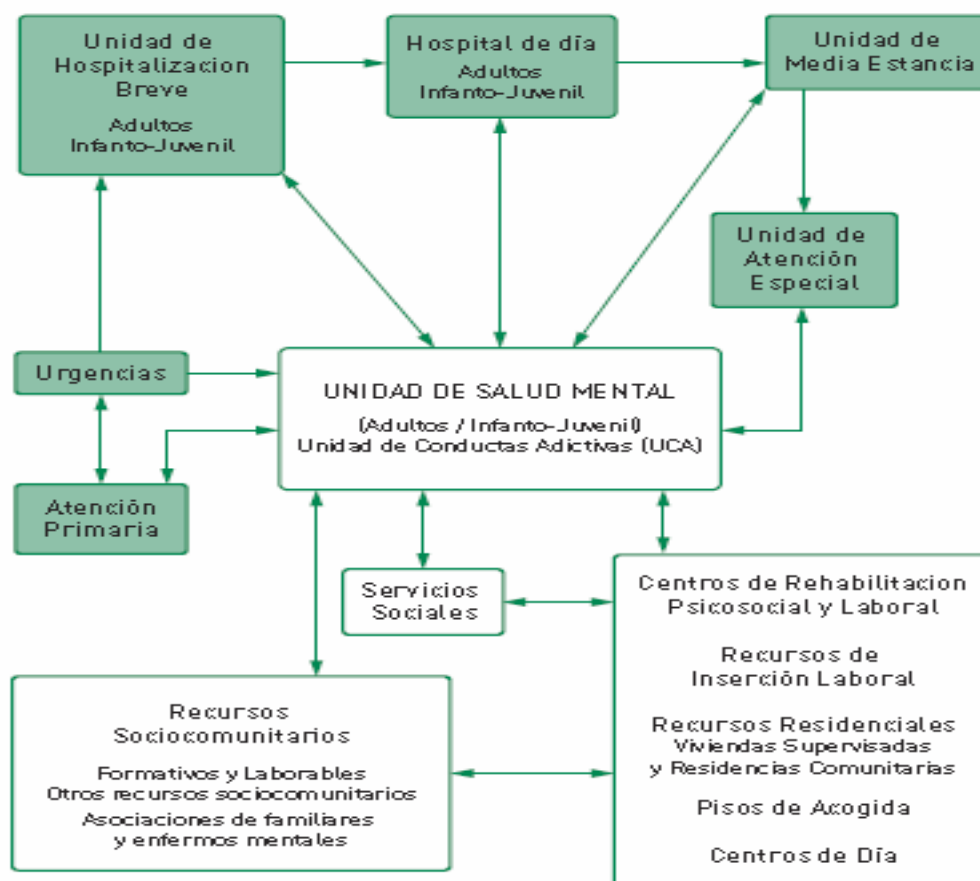 Unidad de
Hospitalizacion
Breve
Adultos
Infanto-Juvenil
Hospital de día
Adultos
Infanto-Juvenil
Unidad de
Media Estancia
Unidad de
Atención
Especial
Urgencias
UNIDAD DE SALUD MENTAL
(Adultos / Infanto-Juvenil)
Unidad de Conductas Adictivas (UCA)
Atención
Primaria
Servicios
Sociales
Centros de Rehabilitacion
Psicosocial y Laboral
Recursos de
Inserción Laboral
Recursos Residenciales
Viviendas Supervisadas
y Residencias Comunitarias
Pisos de Acogida
Centros de Día
Recursos
Sociocomunitarios
Formativos y Laborables
Otros recursos sociocomunitarios
Asociaciones de familiares
y enfermos mentales